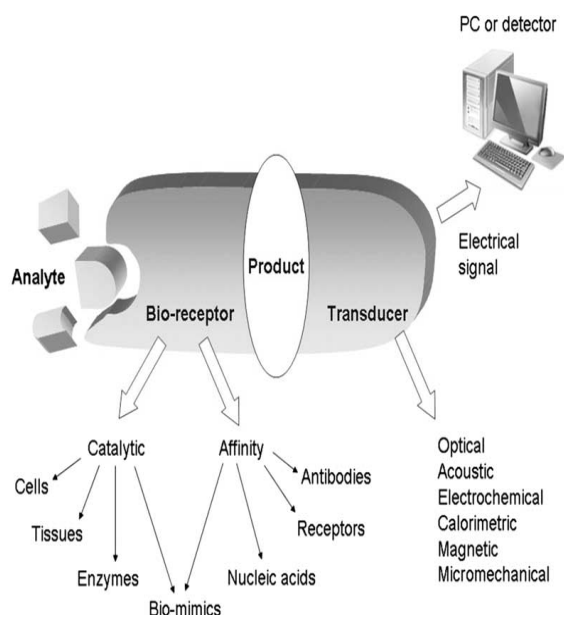 PC or detector
Electrical
signal
Analyte
Product
Bio-receptor
Transducer
Catalytic
Affinity
Cells
Tissues
Enzymes
Bio-mimics
Nucleic acids
Receptors
Antibodies
Optical
Acoustic
Electrochemical
Calorimetric
Magnetic
Micromechanical